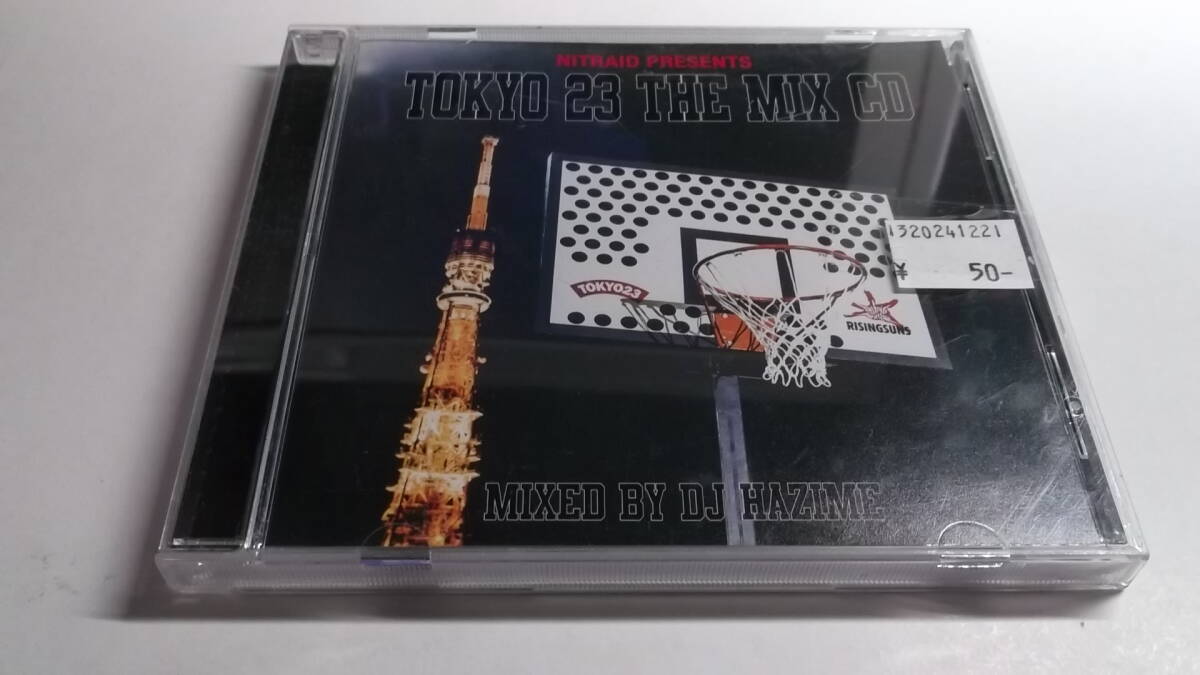 NITRAID PRESENTS
TOKYO 23 THE MIX CD
1320241221
¥ 50-
TOKYO23
RISINGSUNS
MIXED BY DJ HAZIME